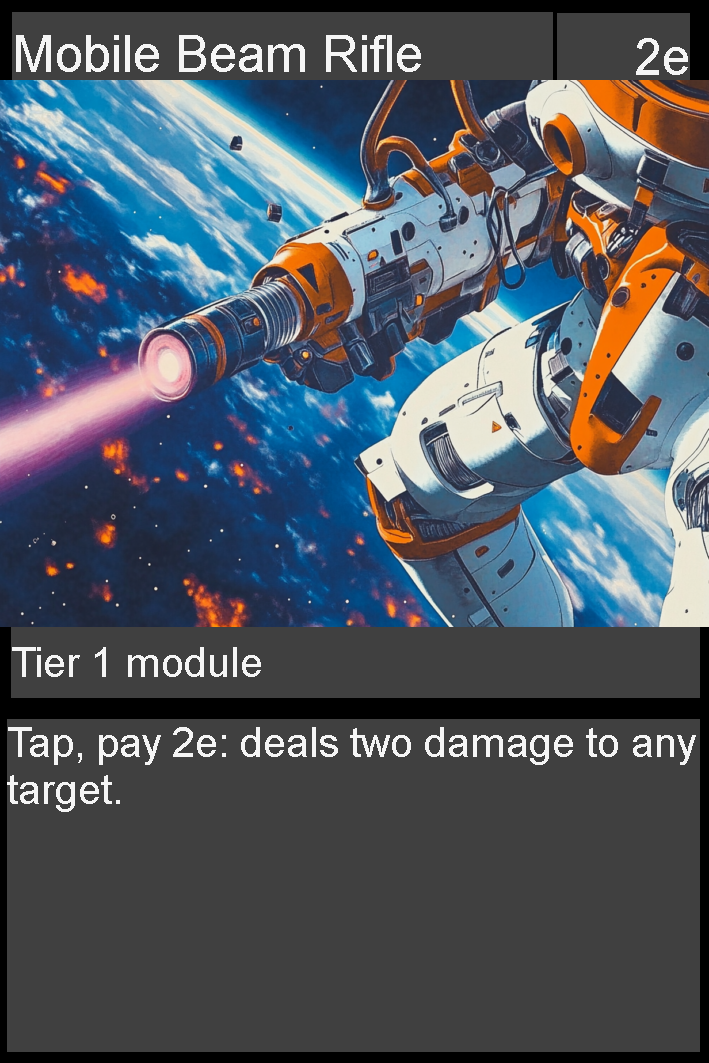 Mobile Beam Rifle
2e
Tier 1 module
Tap, pay 2e: deals two damage to any
target.